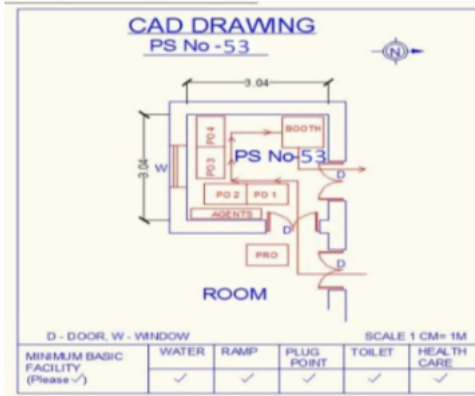 CAD DRAWING
PS No -53
N
3.04
3.04
W
PO 4
PO 3
BOOTH
PS No-53
D
PO 2
PO 1
AGENTS
D
PRO
D
ROOM
D - DOOR, W - WINDOW
SCALE 1 CM= 1M
MINIMUM BASIC FACILITY (Please ✓)
WATER
RAMP
PLUG POINT
TOILET
HEALTH CARE
✓ ✓ ✓ ✓ ✓